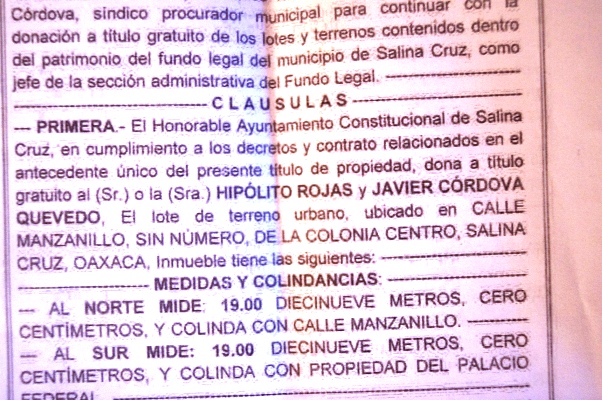 Córdova, síndico procurador municipal para continuar con la
donación a título gratuito de los lotes y terrenos contenidos dentro
del patrimonio del fundo legal del municipio de Salina Cruz, como
jefe de la sección administrativa del Fundo Legal. ----------------------
------------------------------ C L A U S U L A S ------------------------------
--- PRIMERA.- El Honorable Ayuntamiento Constitucional de Salina
Cruz, en cumplimiento a los decretos y contrato relacionados en el
antecedente único del presente título de propiedad, dona a título
gratuito al (Sr.) o la (Sra.) HIPÓLITO ROJAS y JAVIER CÓRDOVA
QUEVEDO, El lote de terreno urbano, ubicado en CALLE
MANZANILLO, SIN NÚMERO, DE LA COLONIA CENTRO, SALINA
CRUZ, OAXACA, Inmueble tiene las siguientes: -----------------------
---------------------- MEDIDAS Y COLINDANCIAS: ----------------------
--- AL NORTE MIDE: 19.00 DIECINUEVE METROS, CERO
CENTÍMETROS, Y COLINDA CON CALLE MANZANILLO. ----------
--- AL SUR MIDE: 19.00 DIECINUEVE METROS, CERO
CENTÍMETROS, Y COLINDA CON PROPIEDAD DEL PALACIO
FEDERAL ------------------------------------------------------------